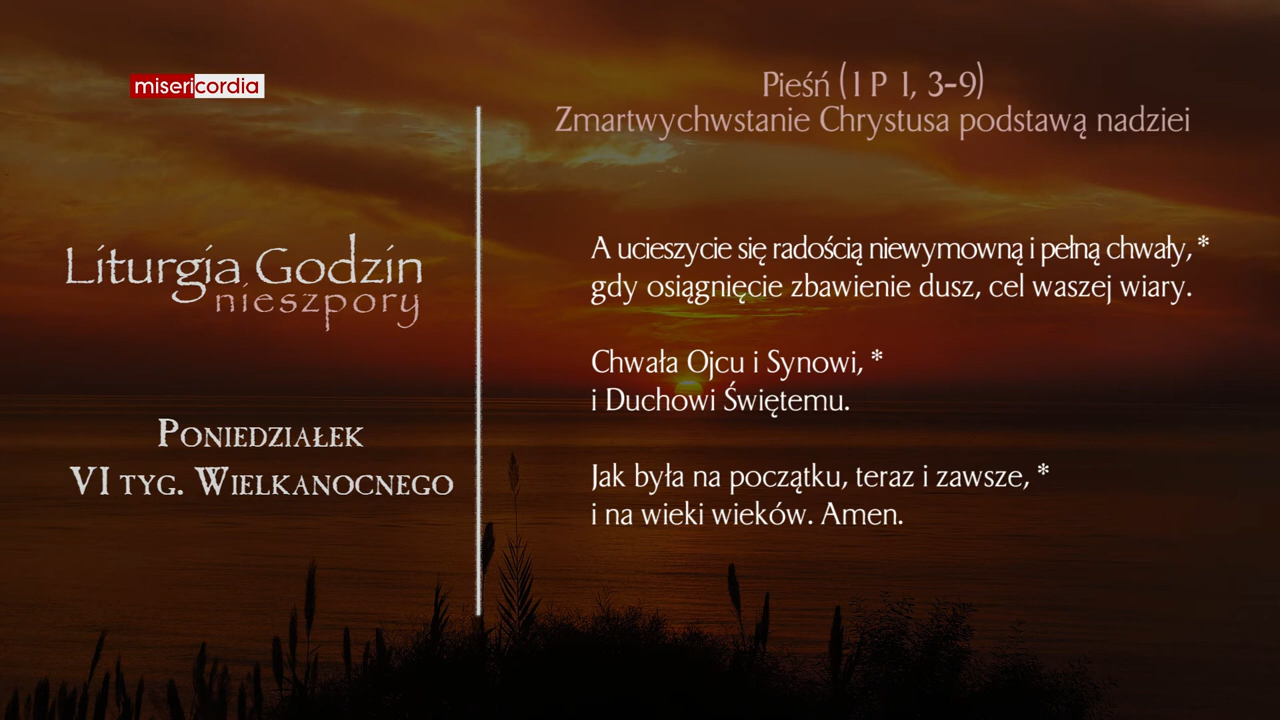 misericordia
Liturgia Godzin
nieszpory
Poniedziałek
VI tyg. Wielkanocnego
Pieśń (1 P 1, 3-9)
Zmartwychwstanie Chrystusa podstawą nadziei
A ucieszycie się radością niewymowną i pełną chwały, *
gdy osiągnięcie zbawienie dusz, cel waszej wiary.
Chwała Ojcu i Synowi, *
i Duchowi Świętemu.
Jak była na początku, teraz i zawsze, *
i na wieki wieków. Amen.